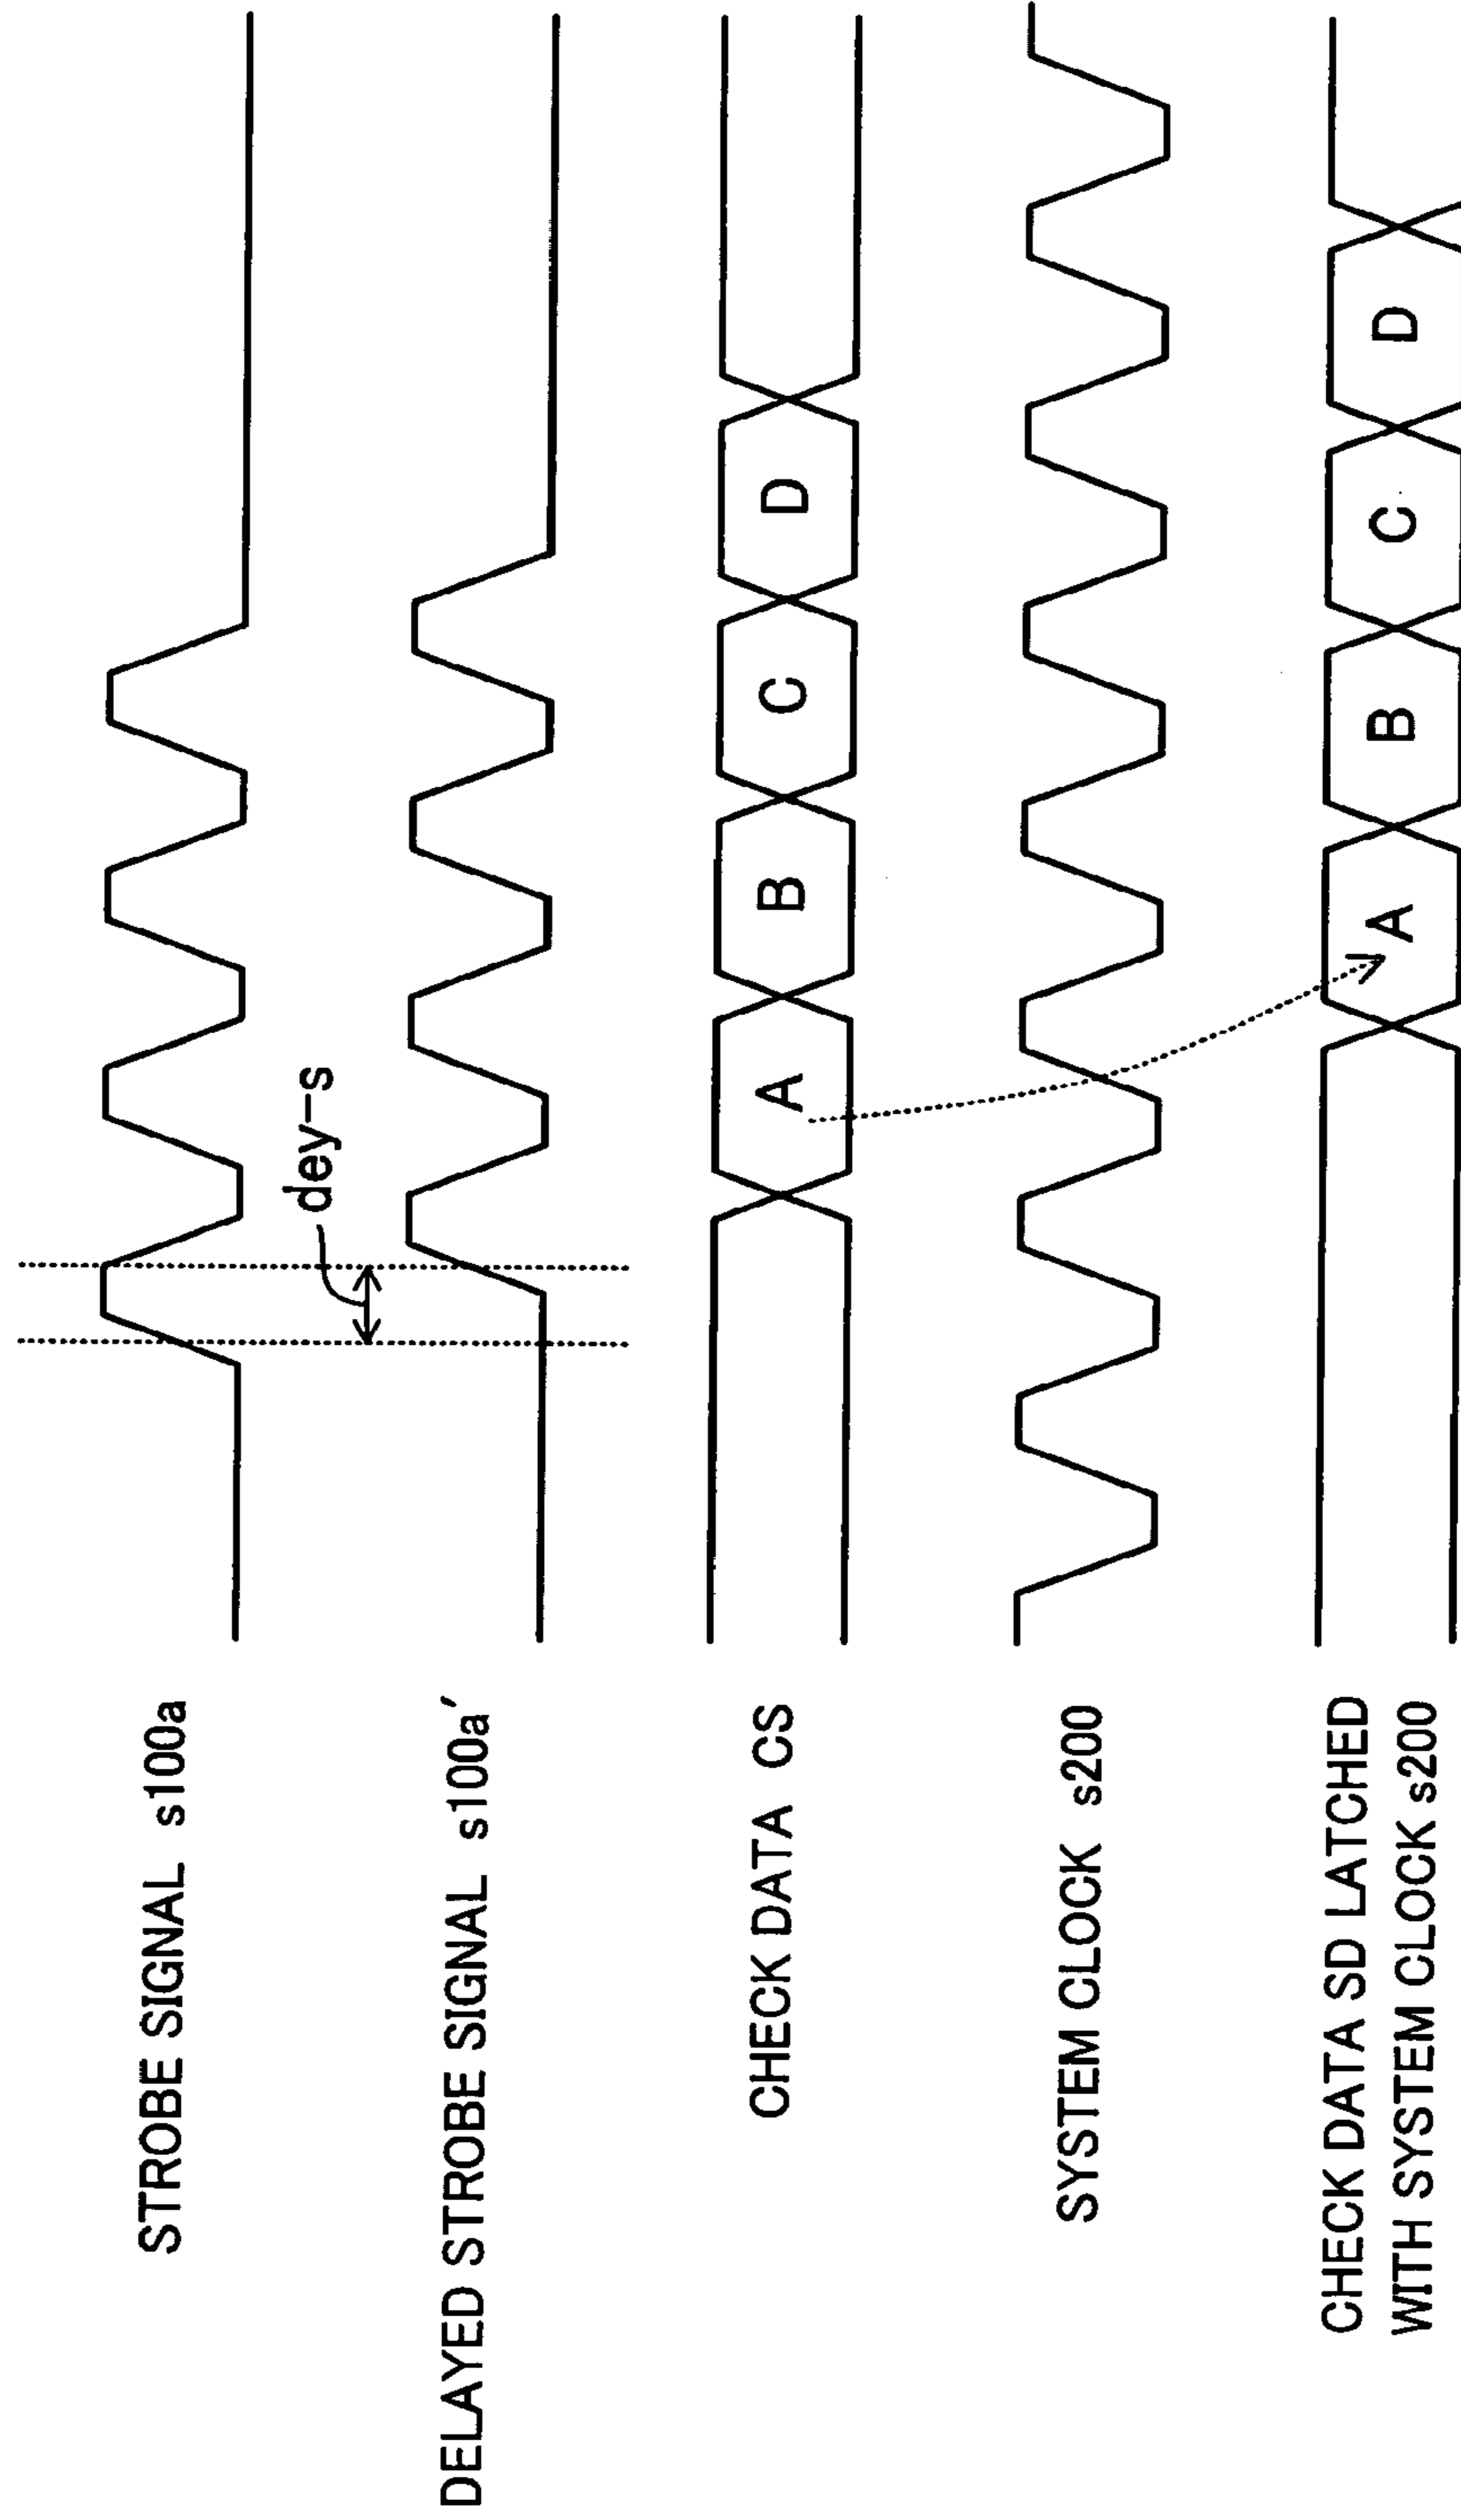 STROBE SIGNAL s100a
dey-s
DELAYED STROBE SIGNAL s100a′
CHECK DATA CS
A B C D
SYSTEM CLOCK s200
CHECK DATA SD LATCHED
WITH SYSTEM CLOCK s200
A B C D